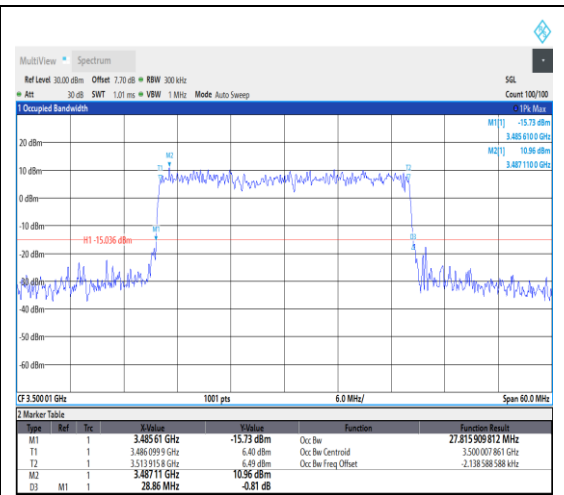 MultiView Spectrum
Ref Level 30.00 dBm Offset 7.70 dB RBW 300 kHz SGL
Att 30 dB SWT 1.01 ms VBW 1 MHz Mode Auto Sweep Count 100/100
1 Occupied Bandwidth 1Pk Max
M1[1] -15.73 dBm
3.485 610 0 GHz
M2[1] 10.96 dBm
3.487 110 0 GHz
20 dBm
M2
10 dBm T1 T2
0 dBm
-10 dBm
M1
H1 -15.036 dBm D3
-20 dBm
-30 dBm
-40 dBm
-50 dBm
-60 dBm
CF 3.500 01 GHz 1001 pts 6.0 MHz/ Span 60.0 MHz
2 Marker Table
Type Ref Trc X-Value Y-Value Function Function Result
M1 1 3.485 61 GHz -15.73 dBm Occ Bw 27.815 909 812 MHz
T1 1 3.486 099 9 GHz 6.40 dBm Occ Bw Centroid 3.500 007 861 GHz
T2 1 3.513 915 8 GHz 6.49 dBm Occ Bw Freq Offset -2.138 588 588 kHz
M2 1 3.487 11 GHz 10.96 dBm
D3 M1 1 28.86 MHz -0.81 dB